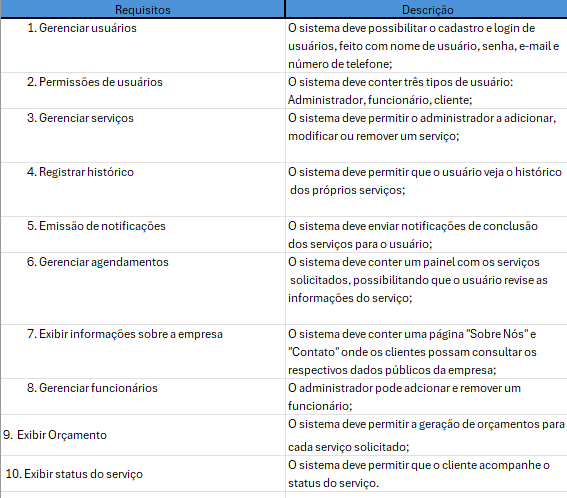 Requisitos Descrição
1. Gerenciar usuários O sistema deve possibilitar o cadastro e login de
usuários, feito com nome de usuário, senha, e-mail e
número de telefone;
2. Permissões de usuários O sistema deve conter três tipos de usuário:
Administrador, funcionário, cliente;
3. Gerenciar serviços O sistema deve permitir o administrador a adicionar,
modificar ou remover um serviço;
4. Registrar histórico O sistema deve permitir que o usuário veja o histórico
dos próprios serviços;
5. Emissão de notificações O sistema deve enviar notificações de conclusão
dos serviços para o usuário;
6. Gerenciar agendamentos O sistema deve conter um painel com os serviços
solicitados, possibilitando que o usuário revise as
informações do serviço;
7. Exibir informações sobre a empresa O sistema deve conter uma página "Sobre Nós" e
"Contato" onde os clientes possam consultar os
respectivos dados públicos da empresa;
8. Gerenciar funcionários O administrador pode adcionar e remover um
funcionário;
9. Exibir Orçamento O sistema deve permitir a geração de orçamentos para
cada serviço solicitado;
10. Exibir status do serviço O sistema deve permitir que o cliente acompanhe o
status do serviço.